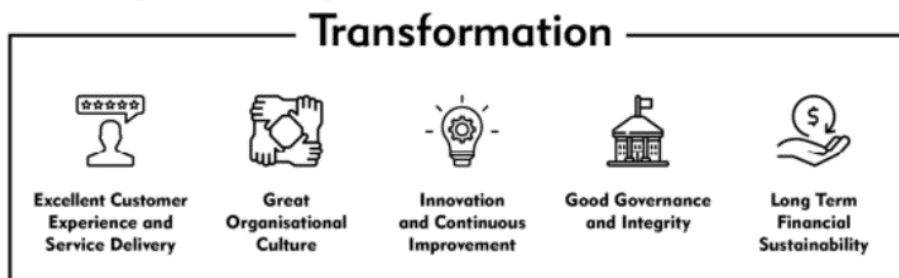 Transformation
Excellent Customer
Experience and
Service Delivery
Great
Organisational
Culture
Innovation
and Continuous
Improvement
Good Governance
and Integrity
Long Term
Financial
Sustainability